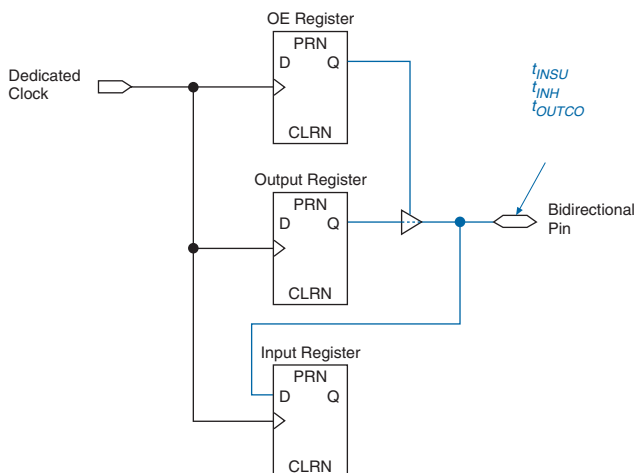 OE Register
PRN
D Q
CLRN
Dedicated
Clock
t_INSU
t_INH
t_OUTCO
Output Register
PRN
D Q
CLRN
Bidirectional
Pin
Input Register
PRN
D Q
CLRN